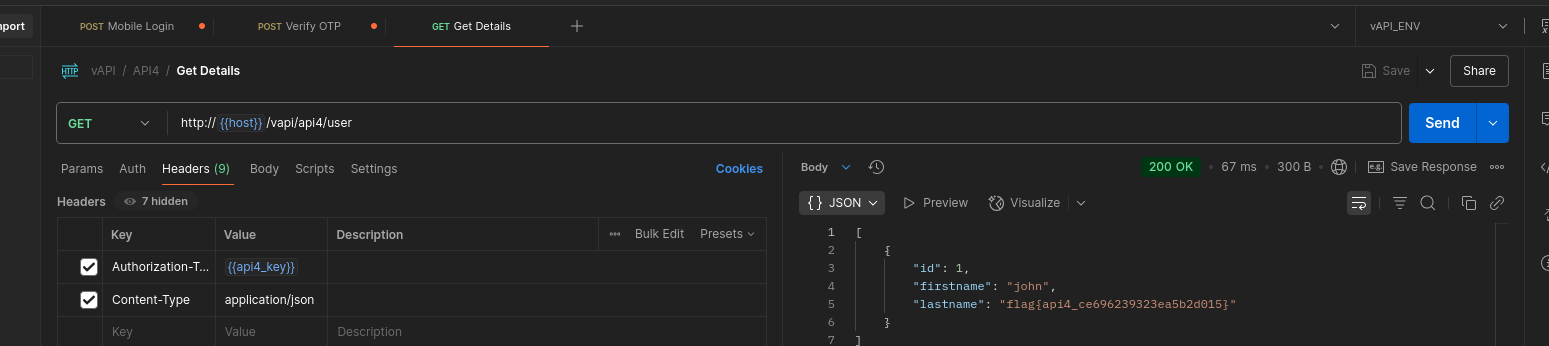 nport POST Mobile Login POST Verify OTP GET Get Details + vAPI_ENV
HTTP vAPI / API4 / Get Details Save Share
GET http:// {{host}} /vapi/api4/user Send
Params Auth Headers (9) Body Scripts Settings Cookies
Body 200 OK • 67 ms • 300 B e.g. Save Response
Headers 7 hidden
{} JSON Preview Visualize
Key Value Description Bulk Edit Presets
Authorization-T... {{api4_key}}
Content-Type application/json
Key Value Description
1 [
2 {
3 "id": 1,
4 "firstname": "john",
5 "lastname": "flag{api4_ce696239323ea5b2d015}"
6 }
7 ]